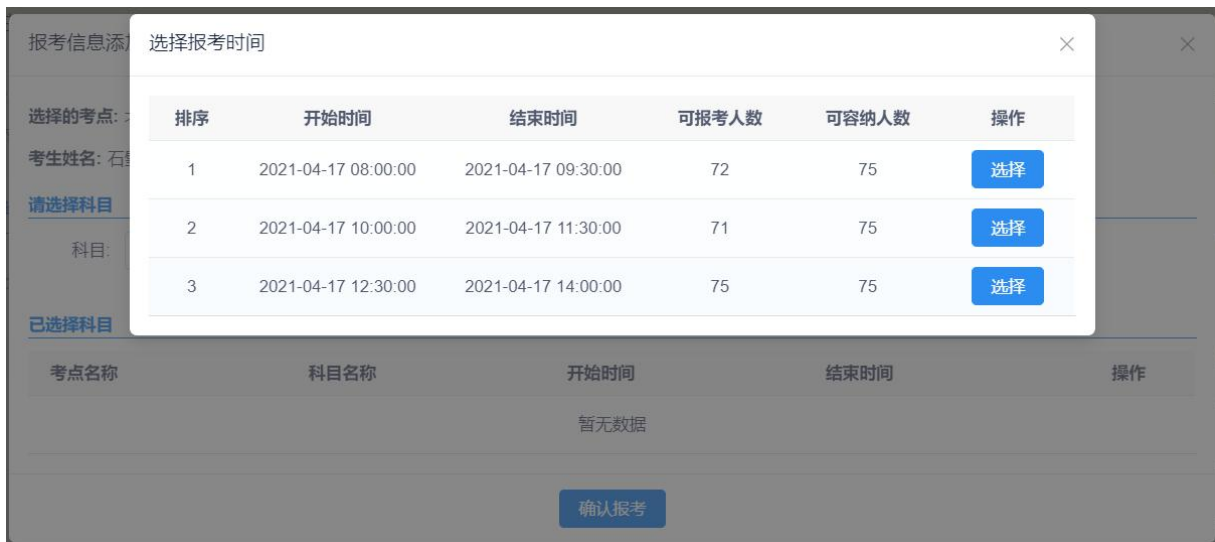 报考信息添
选择报考时间
选择的考点:
考生姓名: 石
请选择科目
科目:
排序 开始时间 结束时间 可报考人数 可容纳人数 操作
1 2021-04-17 08:00:00 2021-04-17 09:30:00 72 75 选择
2 2021-04-17 10:00:00 2021-04-17 11:30:00 71 75 选择
3 2021-04-17 12:30:00 2021-04-17 14:00:00 75 75 选择
已选择科目
考点名称 科目名称 开始时间 结束时间 操作
暂无数据
确认报考